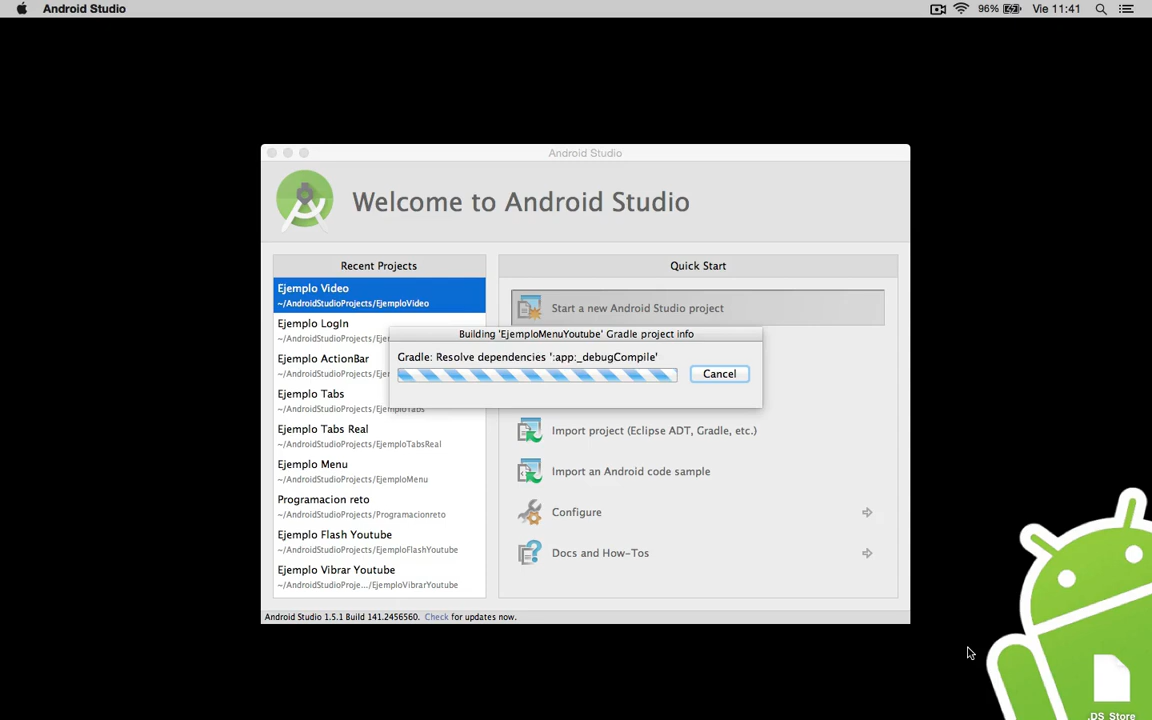 Android Studio
96%
Vie 11:41
Android Studio
Welcome to Android Studio
Recent Projects
Ejemplo Video
~/AndroidStudioProjects/EjemploVideo
Ejemplo LogIn
~/AndroidStudioProjects/
Ejemplo ActionBar
~/AndroidStudioProjects/
Ejemplo Tabs
~/AndroidStudioProjects/EjemploTabs
Ejemplo Tabs Real
~/AndroidStudioProjects/EjemploTabsReal
Ejemplo Menu
~/AndroidStudioProjects/EjemploMenu
Programacion reto
~/AndroidStudioProjects/Programacionreto
Ejemplo Flash Youtube
~/AndroidStudioProjects/EjemploFlashYoutube
Ejemplo Vibrar Youtube
~/AndroidStudioProje.../EjemploVibrarYoutube
Quick Start
Start a new Android Studio project
Building 'EjemploMenuYoutube' Gradle project info
Gradle: Resolve dependencies ':app:_debugCompile'
Cancel
Import project (Eclipse ADT, Gradle, etc.)
Import an Android code sample
Configure
Docs and How-Tos
Android Studio 1.5.1 Build 141.2456560. Check for updates now.
.DS_Store